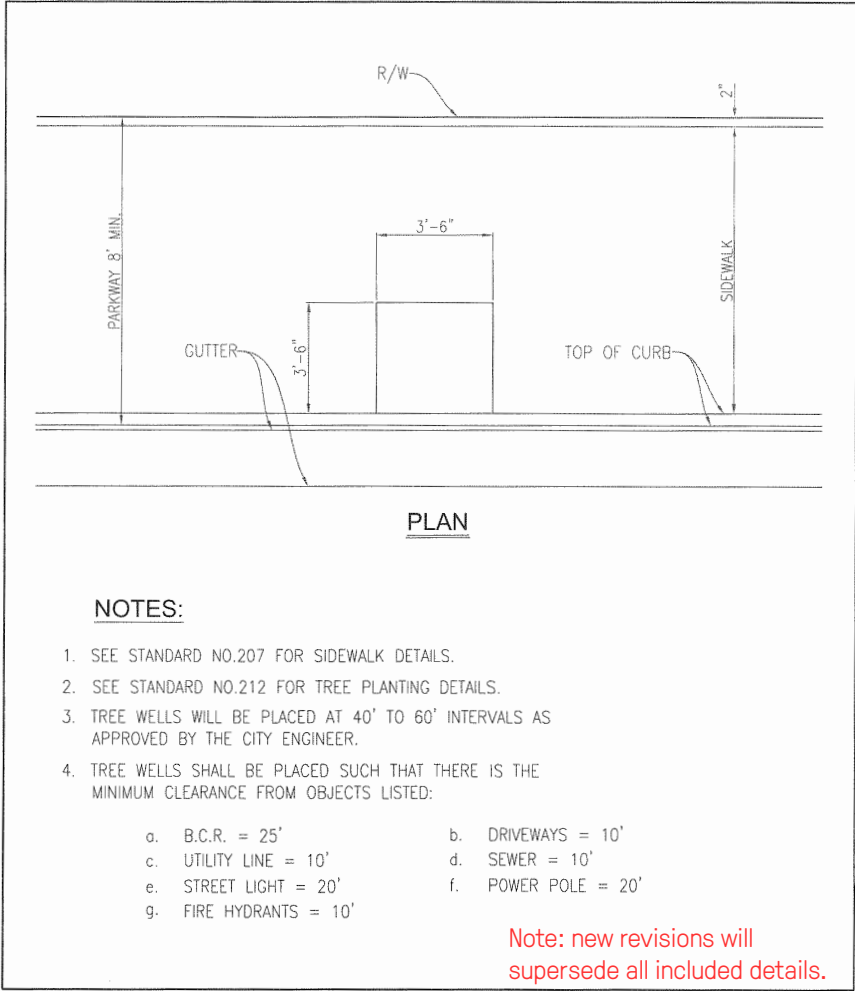 R/W
2"
PARKWAY 8' MIN.
3'-6"
SIDEWALK
3'-6"
GUTTER
TOP OF CURB
PLAN
NOTES:
1. SEE STANDARD NO.207 FOR SIDEWALK DETAILS.
2. SEE STANDARD NO.212 FOR TREE PLANTING DETAILS.
3. TREE WELLS WILL BE PLACED AT 40' TO 60' INTERVALS AS
APPROVED BY THE CITY ENGINEER.
4. TREE WELLS SHALL BE PLACED SUCH THAT THERE IS THE
MINIMUM CLEARANCE FROM OBJECTS LISTED:
a. B.C.R. = 25' b. DRIVEWAYS = 10'
c. UTILITY LINE = 10' d. SEWER = 10'
e. STREET LIGHT = 20' f. POWER POLE = 20'
g. FIRE HYDRANTS = 10'
Note: new revisions will
supersede all included details.